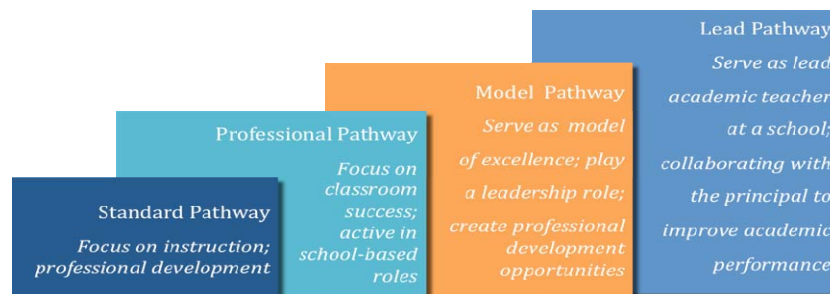 Standard Pathway
Focus on instruction;
professional development
Professional Pathway
Focus on
classroom
success;
active in
school-based
roles
Model Pathway
Serve as model
of excellence; play
a leadership role;
create professional
development
opportunities
Lead Pathway
Serve as lead
academic teacher
at a school;
collaborating with
the principal to
improve academic
performance